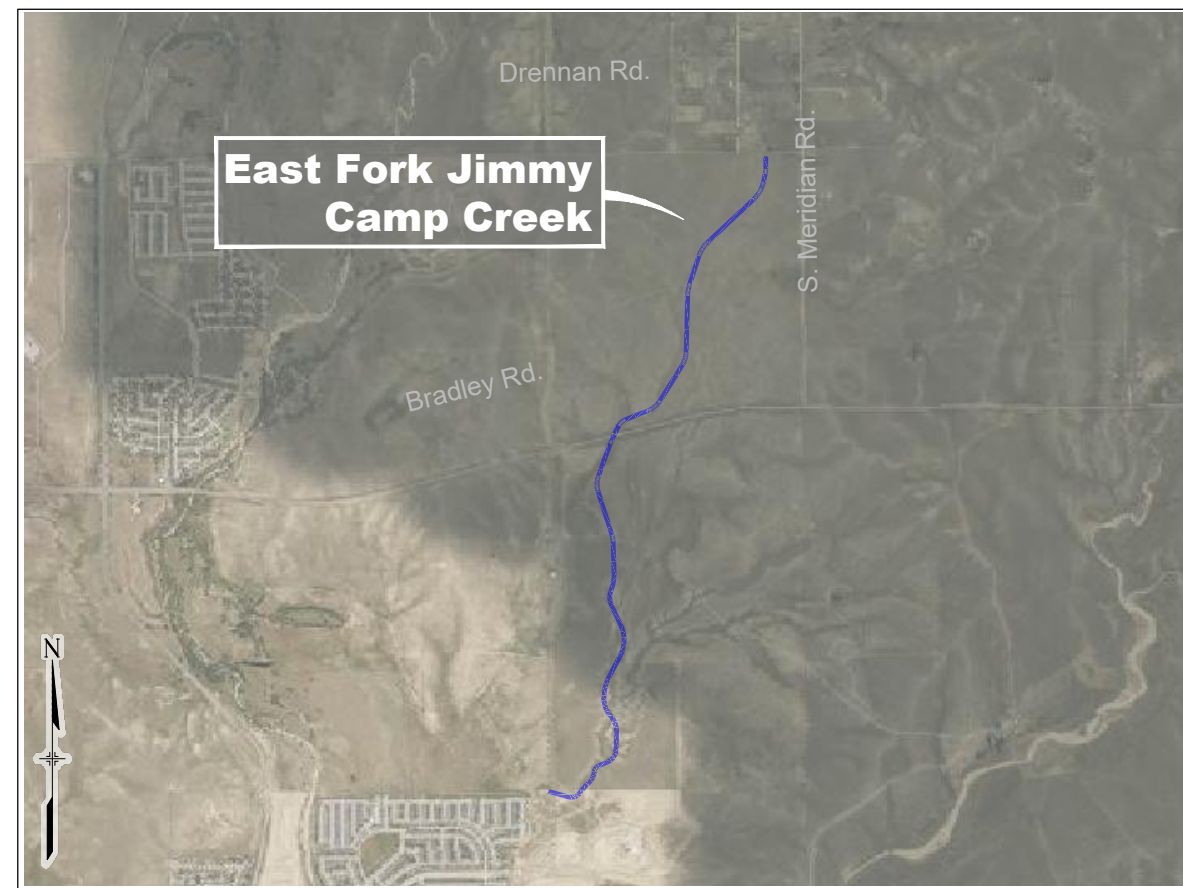 Drennan Rd.
East Fork Jimmy
Camp Creek
S. Meridian Rd.
Bradley Rd.
N